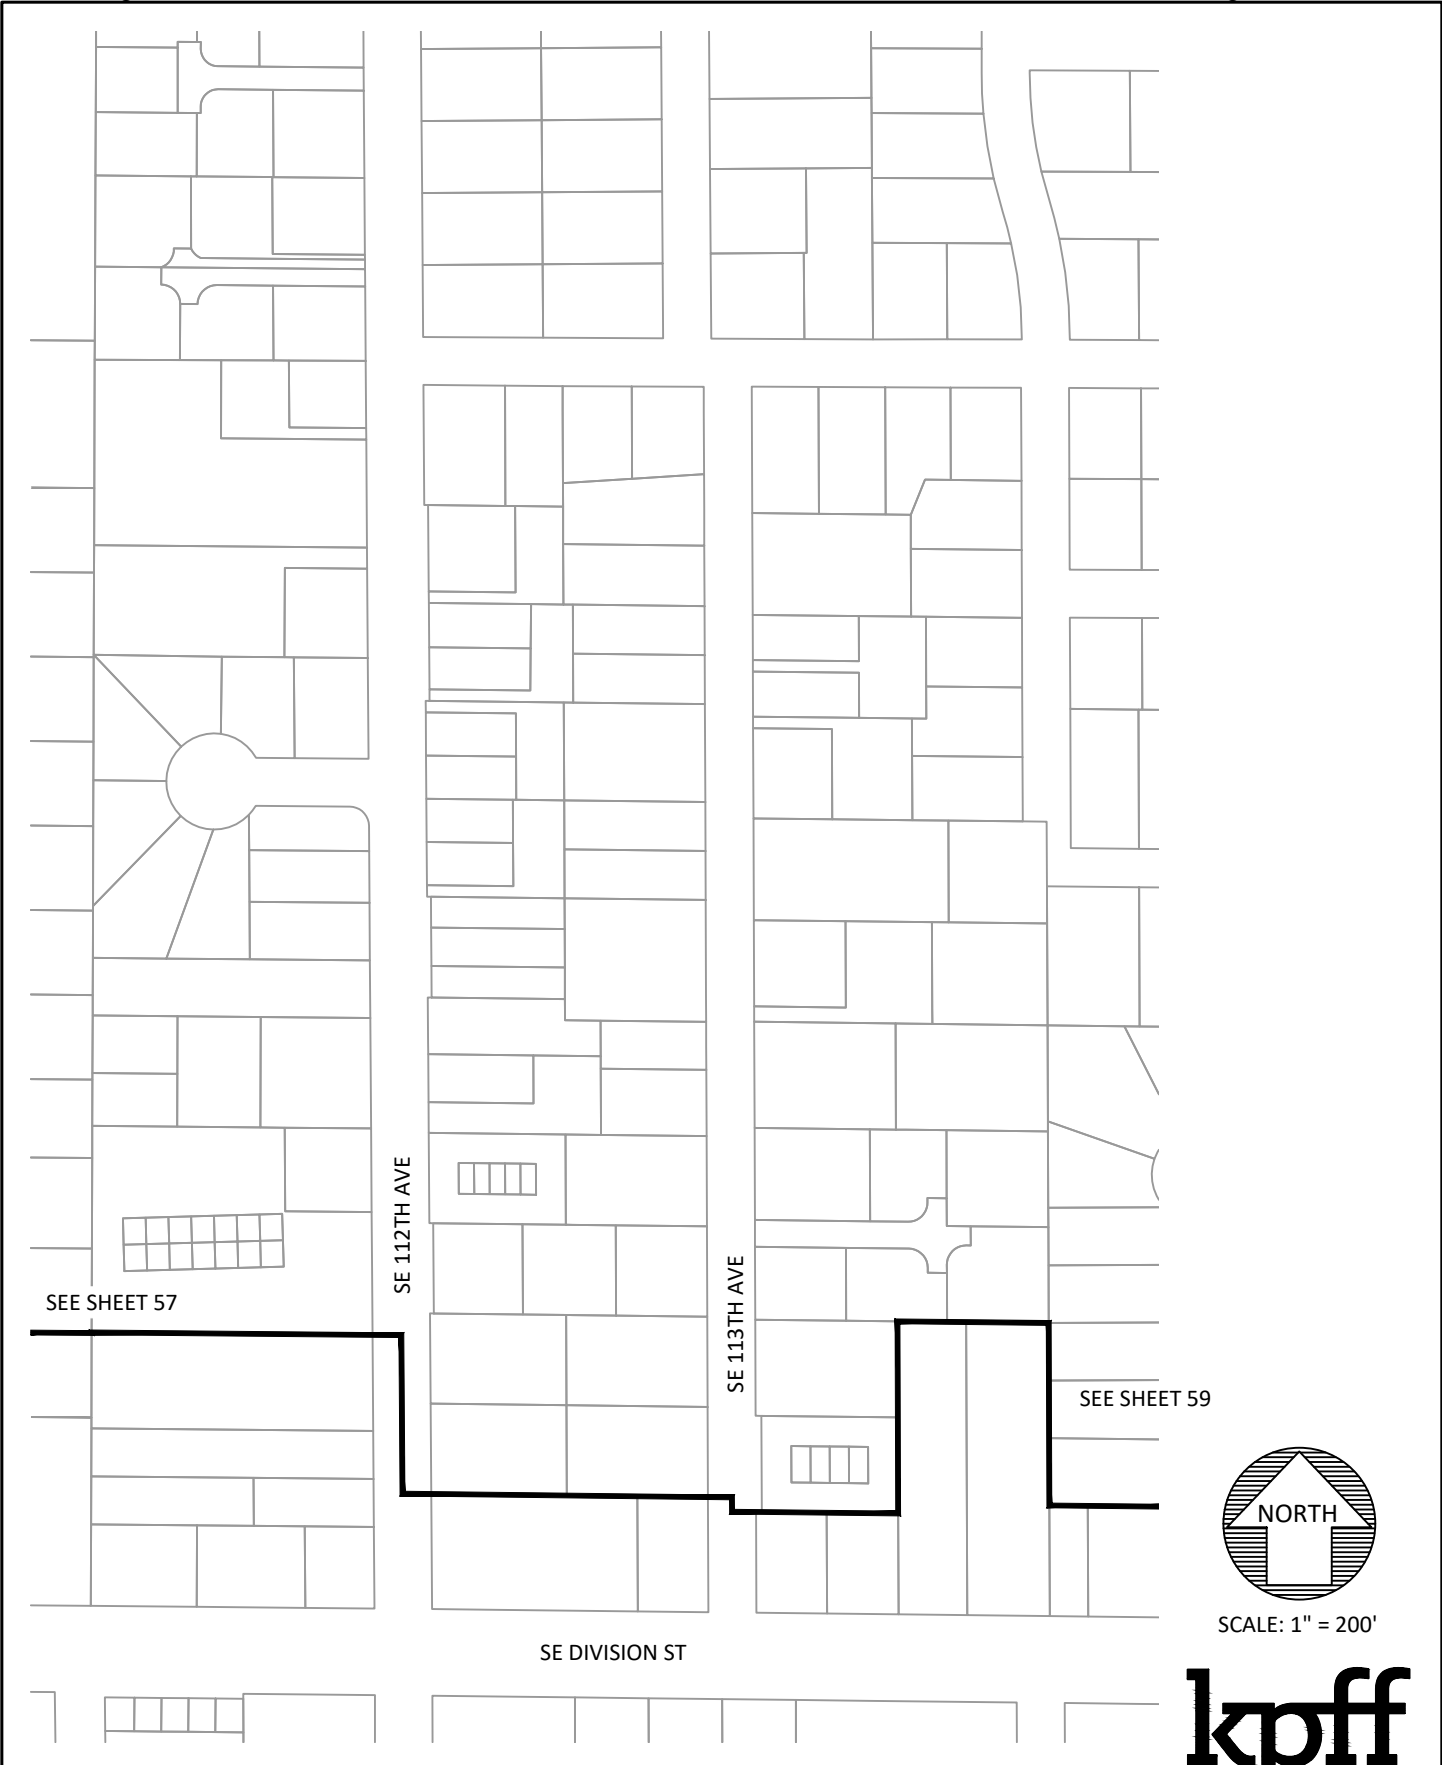 SE 112TH AVE
SE 113TH AVE
SEE SHEET 57
SEE SHEET 59
NORTH
SCALE: 1" = 200'
SE DIVISION ST
kpff